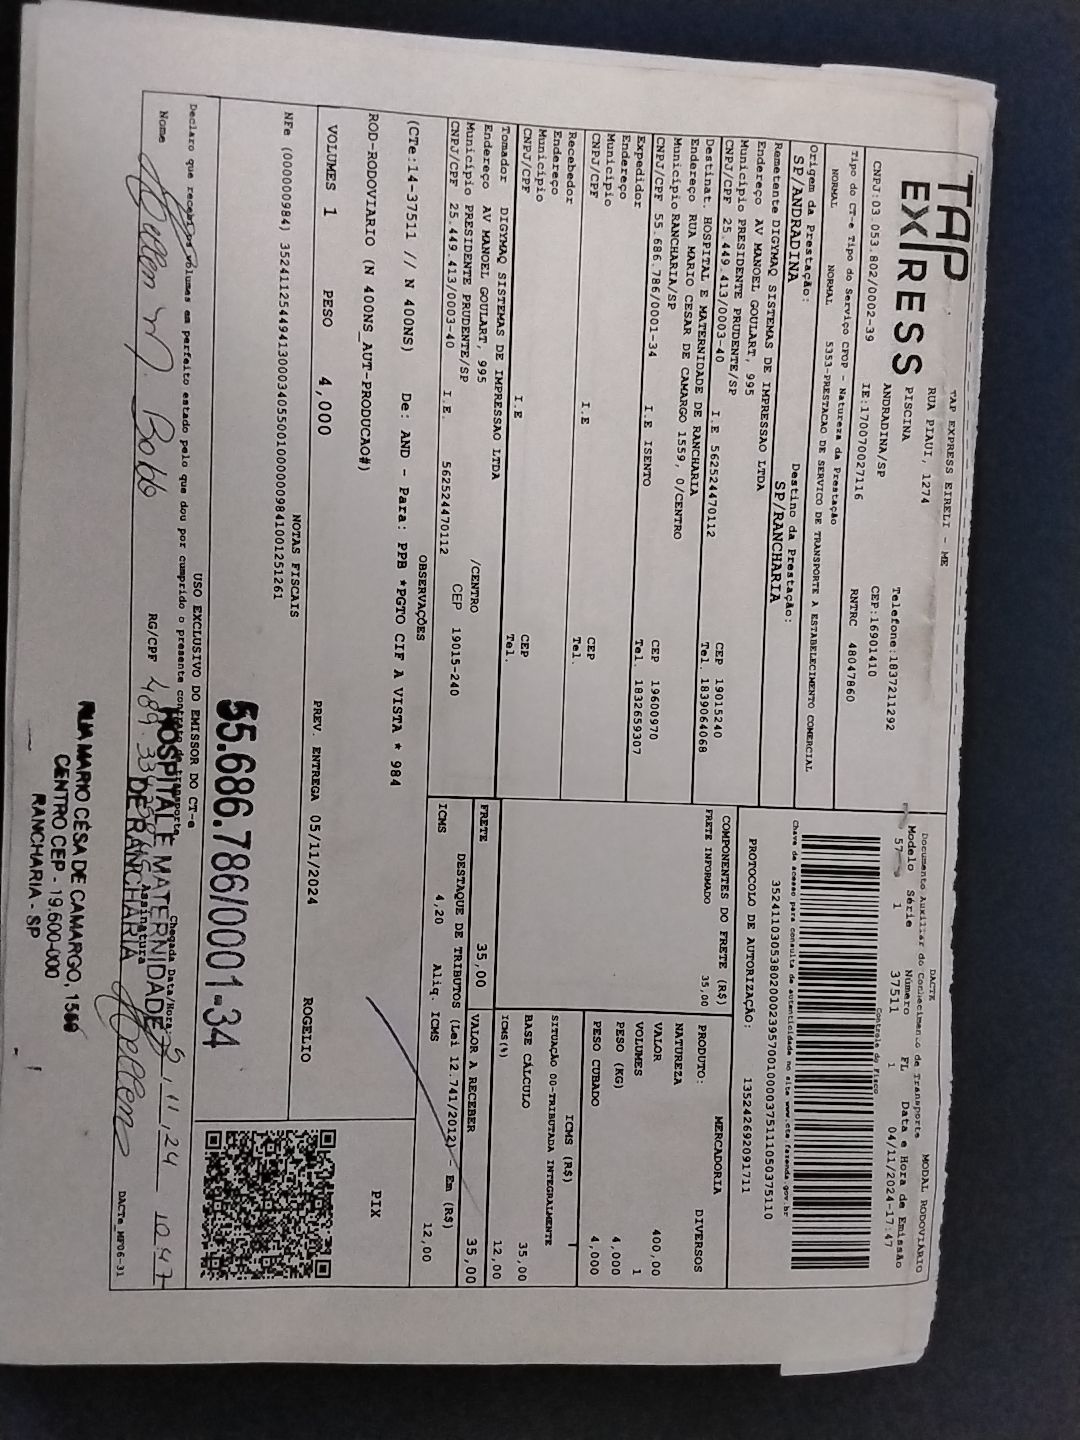 TAP
EXPRESS
TAP EXPRESS EIRELI - ME
RUA PIAUI, 1274
PISCINA
ANDRADINA/SP
Telefone:1837211292
CEP:16901410
CNPJ:03.053.802/0002-39 IE:170070027116 RNTRC 48047860
DACTE
Documento Auxiliar do Conhecimento de Transporte
MODAL RODOVIÁRIO
Modelo Série Número FL Data e Hora de Emissão
57 1 37511 1 04/11/2024-17:47
Controle do Fisco
Tipo do CT-e Tipo do Serviço CFOP - Natureza da Prestação
NORMAL NORMAL 5353-PRESTACAO DE SERVICO DE TRANSPORTE A ESTABELECIMENTO COMERCIAL
Chave de acesso para consulta de autenticidade no site www.cte.fazenda.gov.br
35241103053802000239570010000375111050375110
Origem da Prestação: Destino da Prestação:
SP/ANDRADINA SP/RANCHARIA
PROTOCOLO DE AUTORIZAÇÃO: 135242692091711
Remetente DIGYMAQ SISTEMAS DE IMPRESSAO LTDA
Endereço AV MANOEL GOULART, 995
Município PRESIDENTE PRUDENTE/SP CEP 19015240
CNPJ/CPF 25.449.413/0003-40 I.E 562524470112 Tel. 1839064068
Destinat. HOSPITAL E MATERNIDADE DE RANCHARIA
Endereço RUA MARIO CESAR DE CAMARGO 1559, 0/CENTRO
Município RANCHARIA/SP CEP 19600970
CNPJ/CPF 55.686.786/0001-34 I.E ISENTO Tel. 1832659307
Expedidor
Endereço
Município CEP
CNPJ/CPF I.E Tel.
Recebedor
Endereço
Município CEP
CNPJ/CPF I.E Tel.
Tomador DIGYMAQ SISTEMAS DE IMPRESSAO LTDA
Endereço AV MANOEL GOULART, 995 /CENTRO
Município PRESIDENTE PRUDENTE/SP CEP 19015-240
CNPJ/CPF 25.449.413/0003-40 I.E. 562524470112
COMPONENTES DO FRETE (R$)
FRETE INFORMADO 35,00
PRODUTO: MERCADORIA
NATUREZA DIVERSOS
VALOR 400,00
VOLUMES 1
PESO (KG) 4,000
PESO CUBADO 4,000
ICMS (R$)
SITUAÇÃO 00-TRIBUTADA INTEGRALMENTE
BASE CÁLCULO 35,00
ICMS(%) 12,00
FRETE 35,00 VALOR A RECEBER 35,00
DESTAQUE DE TRIBUTOS (Lei 12.741/2012) - Em (R$)
ICMS 4,20 Aliq. ICMS 12,00
OBSERVAÇÕES
(CTe:14-37511 // N 400NS) De: AND - Para: PPB *PGTO CIF A VISTA * 984
ROD-RODOVIARIO (N 400NS_AUT-PRODUCAO#)
PIX
VOLUMES 1 PESO 4,000 PREV. ENTREGA 05/11/2024 ROGELIO
NOTAS FISCAIS
NFe (000000984) 35241125449413000340550010000009841001251261
USO EXCLUSIVO DO EMISSOR DO CT-e
Declaro que recebi os volumes em perfeito estado pelo que dou por cumprido o presente contrato de transporte
Chegada Data/Hora: 5, 11, 24 10 47
Nome
RG/CPF
Assinatura
DACTe_MF06-31
55.686.786/0001-34
HOSPITAL E MATERNIDADE
DE RANCHARIA
RUA MARIO CÉSA DE CAMARGO, 1559
CENTRO CEP - 19.600-000
RANCHARIA - SP